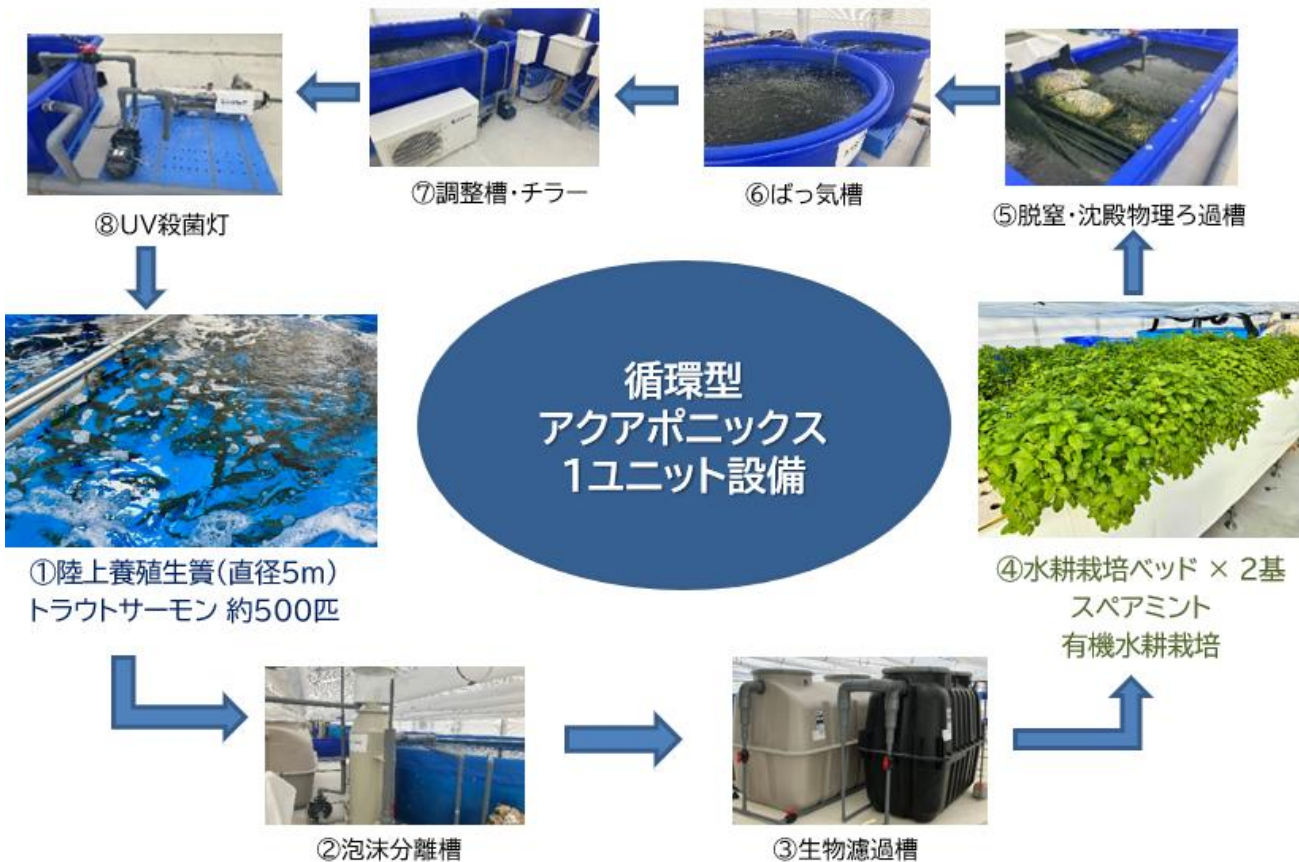 ⑧UV殺菌灯
⑦調整槽・チラー
⑥ばっ気槽
⑤脱窒・沈殿物理ろ過槽
循環型
アクアポニックス
1ユニット設備
①陸上養殖生簀(直径5m)
トラウトサーモン 約500匹
④水耕栽培ベッド × 2基
スペアミント
有機水耕栽培
②泡沫分離槽
③生物濾過槽